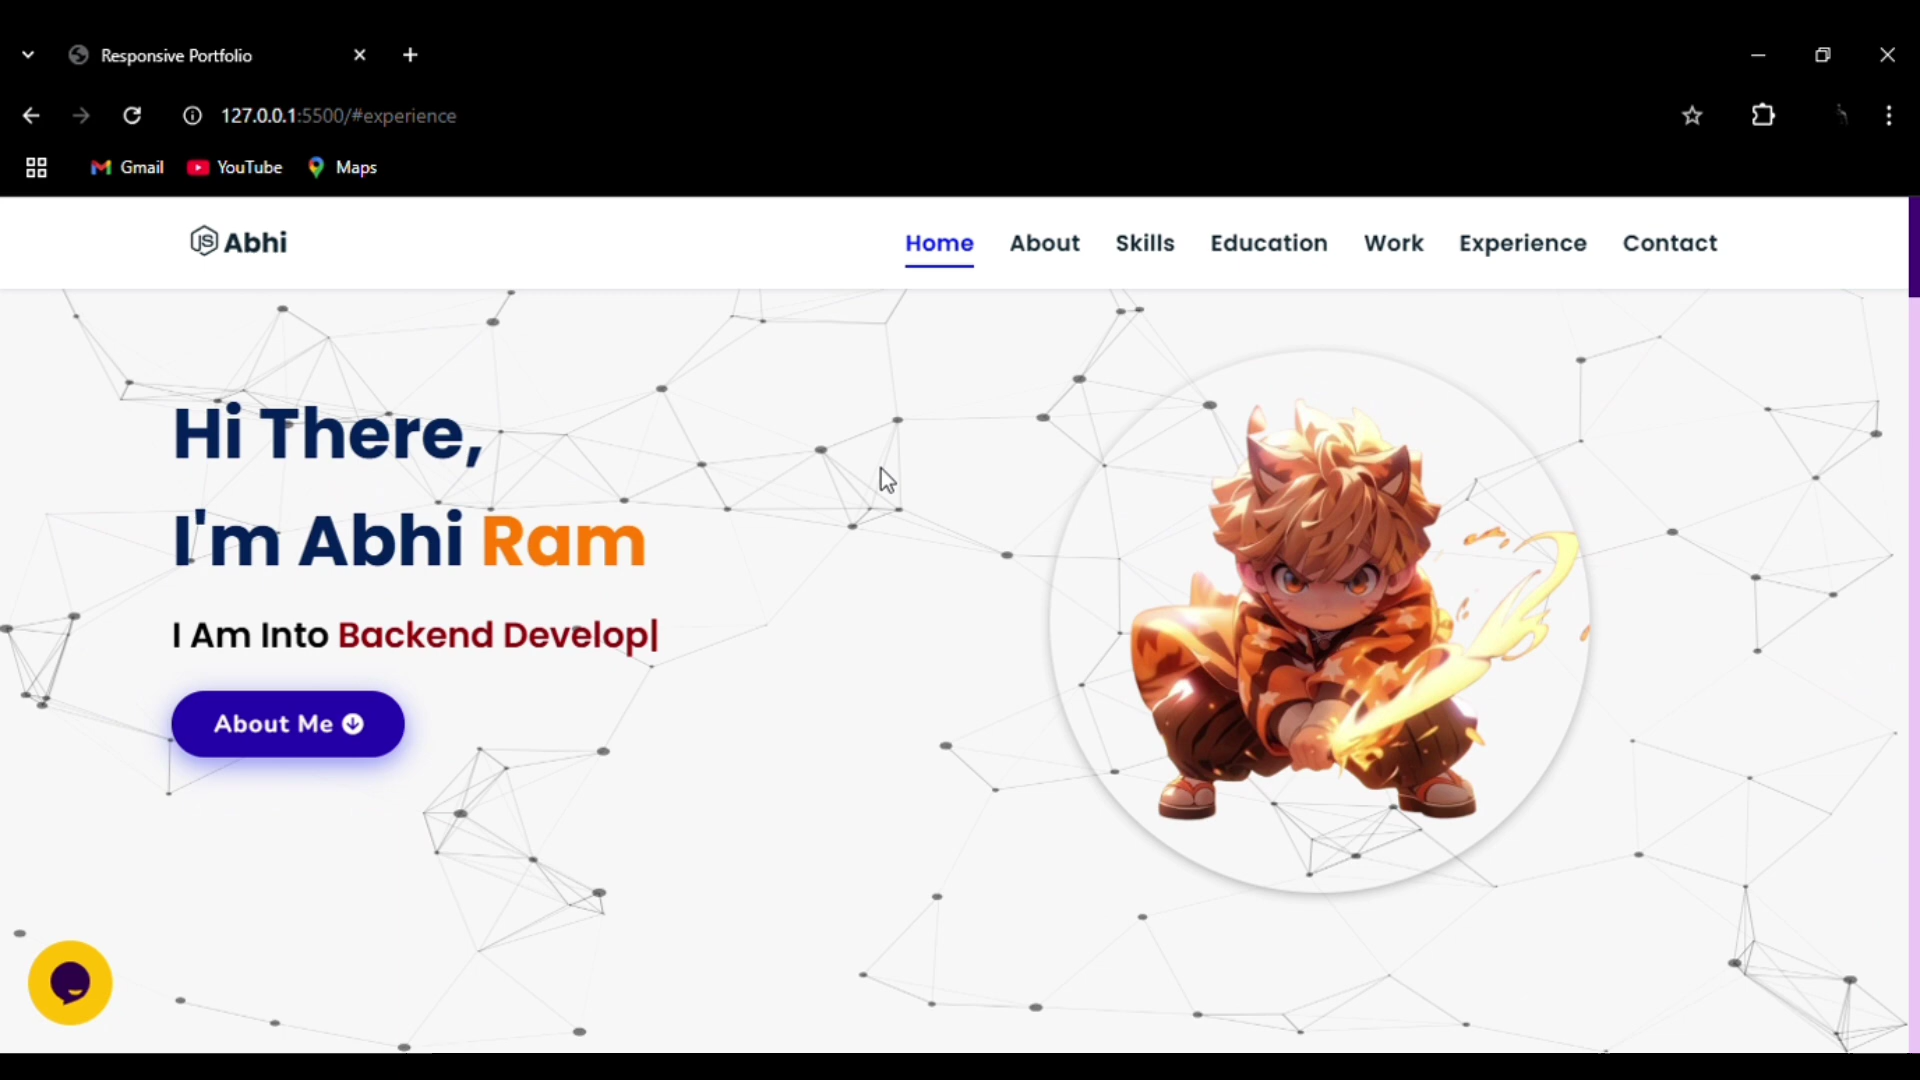 Responsive Portfolio
127.0.0.1:5500/#experience
Gmail YouTube Maps
JS Abhi
Home About Skills Education Work Experience Contact
Hi There,
I'm Abhi Ram
I Am Into Backend Develop|
About Me